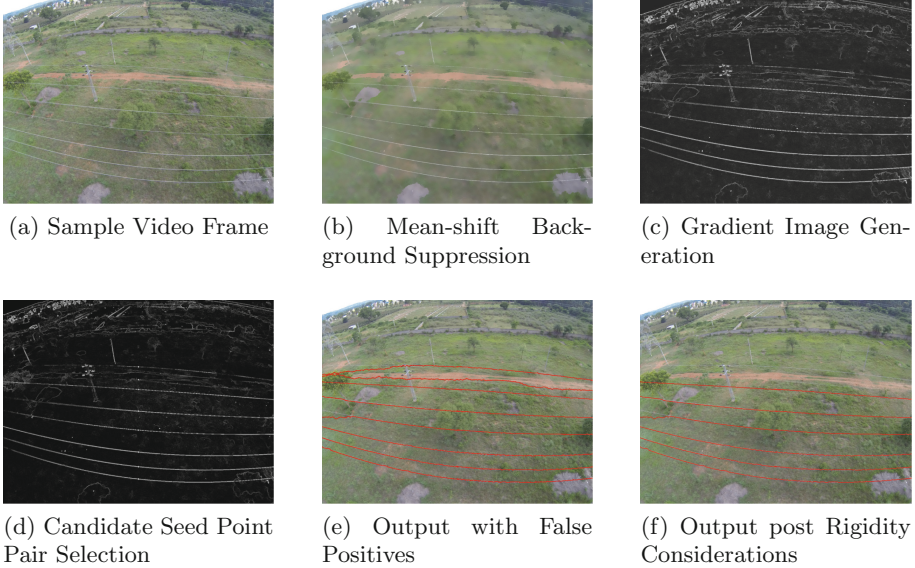 (a) Sample Video Frame
(b) Mean-shift Back-
ground Suppression
(c) Gradient Image Gen-
eration
(d) Candidate Seed Point
Pair Selection
(e) Output with False
Positives
(f) Output post Rigidity
Considerations